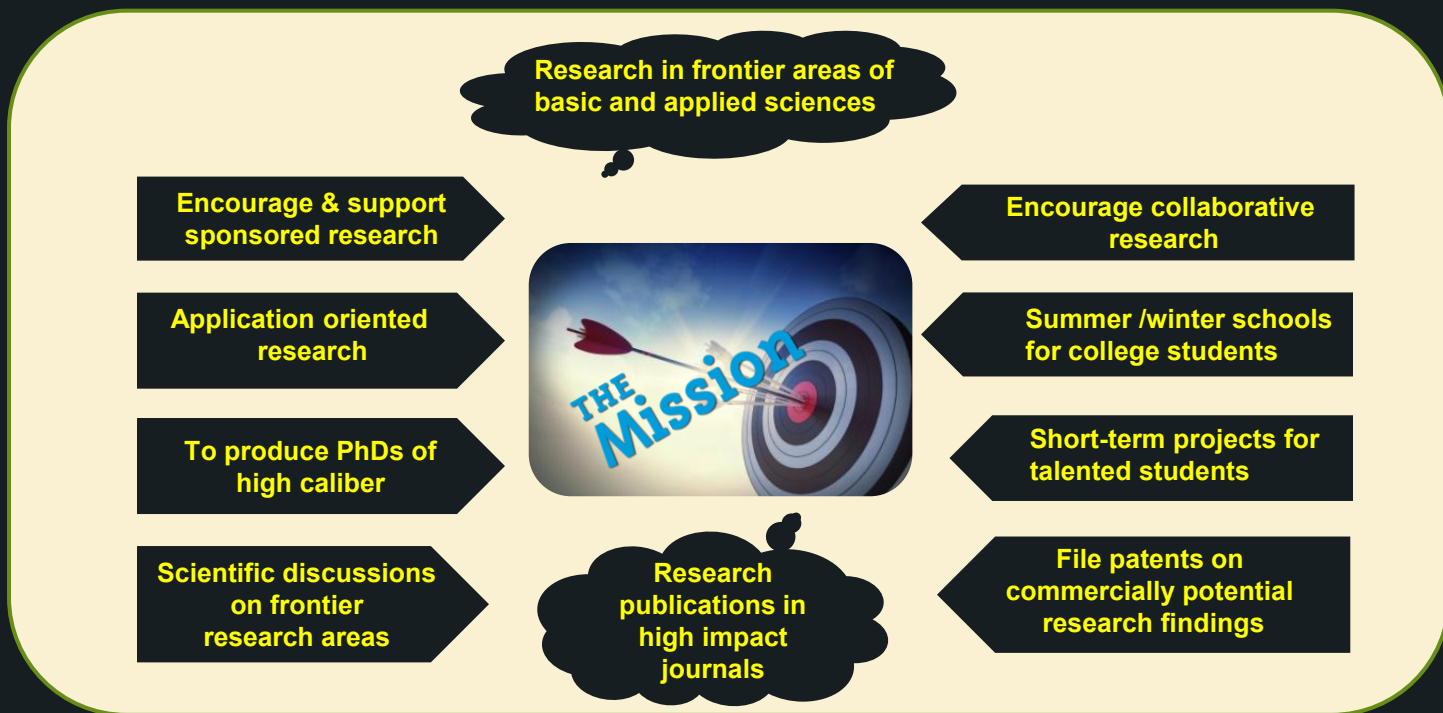 Research in frontier areas of
basic and applied sciences
Encourage & support
sponsored research
Encourage collaborative
research
Application oriented
research
Summer /winter schools
for college students
THE
Mission
To produce PhDs of
high caliber
Short-term projects for
talented students
Scientific discussions
on frontier
research areas
Research
publications in
high impact
journals
File patents on
commercially potential
research findings